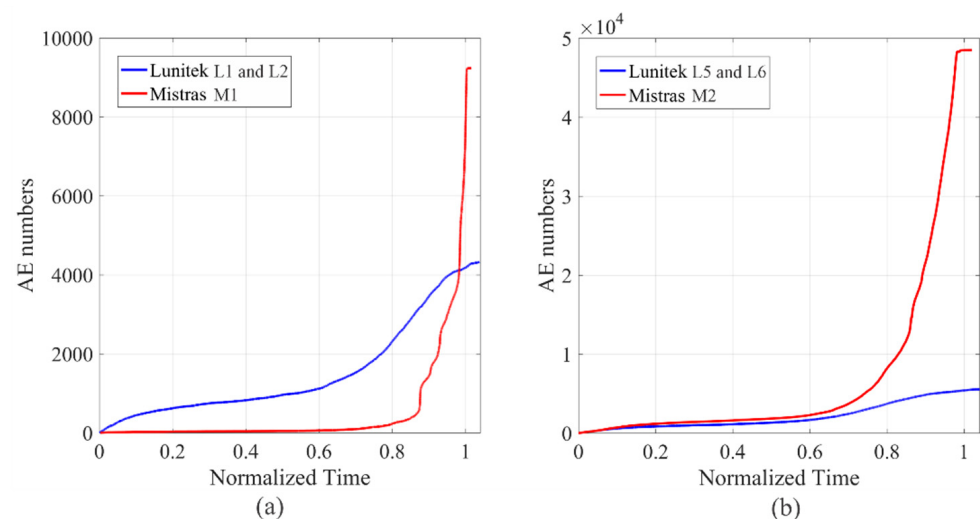 10000
8000
6000
4000
2000
0
AE numbers
Lunitek L1 and L2
Mistras M1
0
0.2
0.4
0.6
0.8
1
Normalized Time
(a)
×10⁴
5
4
3
2
1
0
AE numbers
Lunitek L5 and L6
Mistras M2
0
0.2
0.4
0.6
0.8
1
Normalized Time
(b)